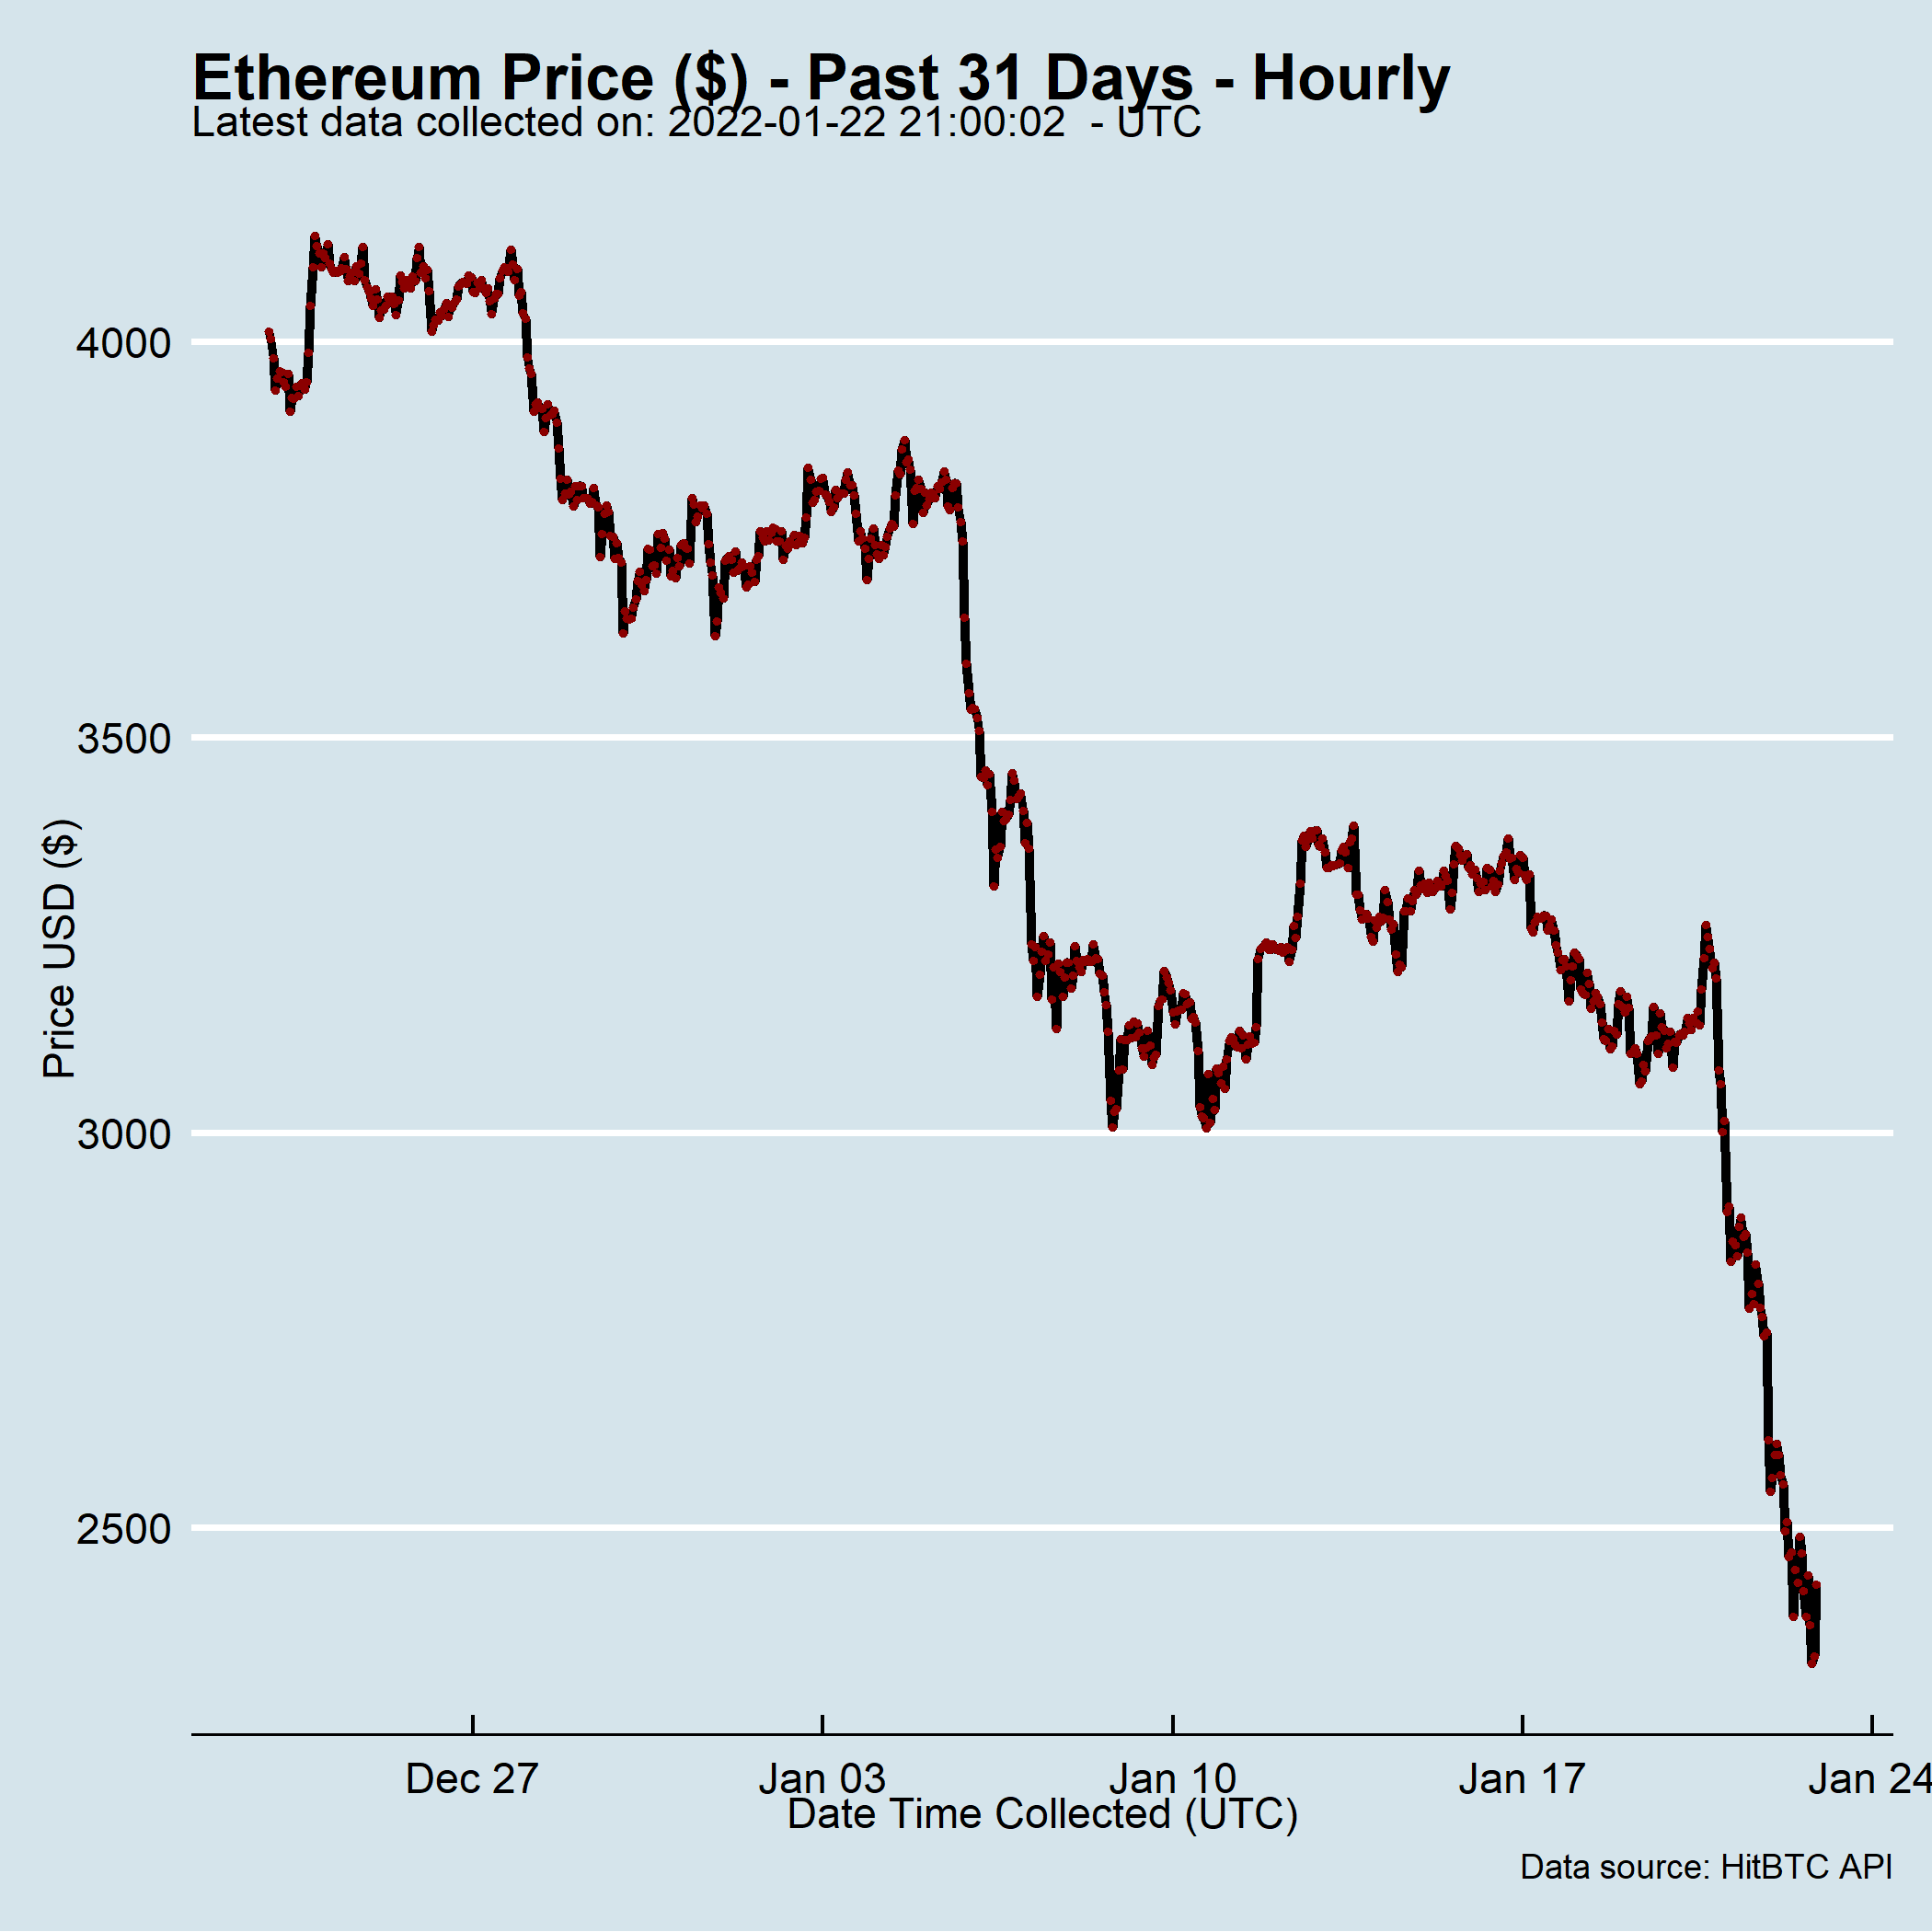 Ethereum Price ($) - Past 31 Days - Hourly
Latest data collected on: 2022-01-22 21:00:02  - UTC
4000
3500
3000
2500
Price USD ($)
Dec 27
Jan 03
Jan 10
Jan 17
Jan 24
Date Time Collected (UTC)
Data source: HitBTC API